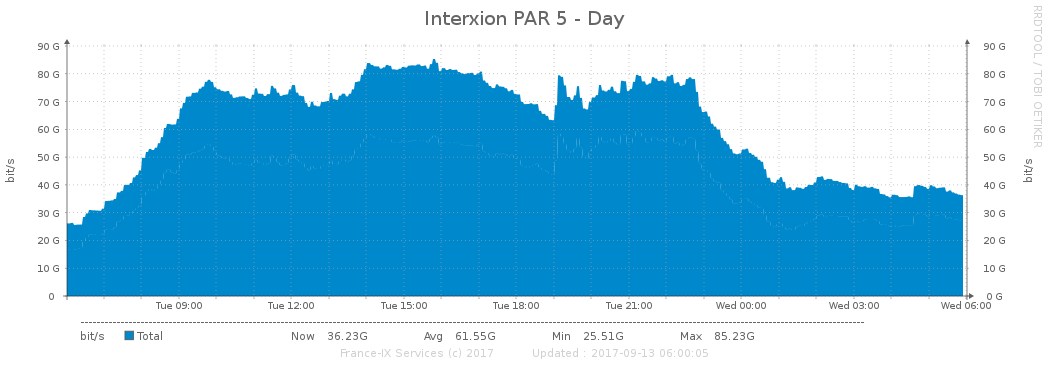 Interxion PAR 5 - Day
RRDTOOL / TOBI OETIKER
90 G 90 G
80 G 80 G
70 G 70 G
60 G 60 G
50 G 50 G
40 G 40 G
30 G 30 G
20 G 20 G
10 G 10 G
0 0 G
bit/s
bit/s
Tue 09:00 Tue 12:00 Tue 15:00 Tue 18:00 Tue 21:00 Wed 00:00 Wed 03:00 Wed 06:00
bit/s Total Now 36.23G Avg 61.55G Min 25.51G Max 85.23G
France-IX Services (c) 2017 Updated : 2017-09-13 06:00:05